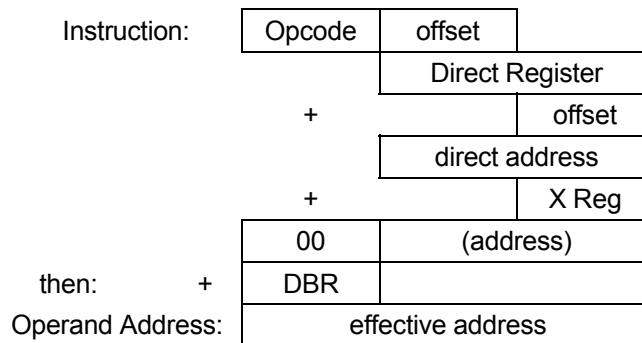 Instruction: Opcode offset
Direct Register
+ offset
direct address
+ X Reg
00 (address)
then: + DBR
Operand Address: effective address